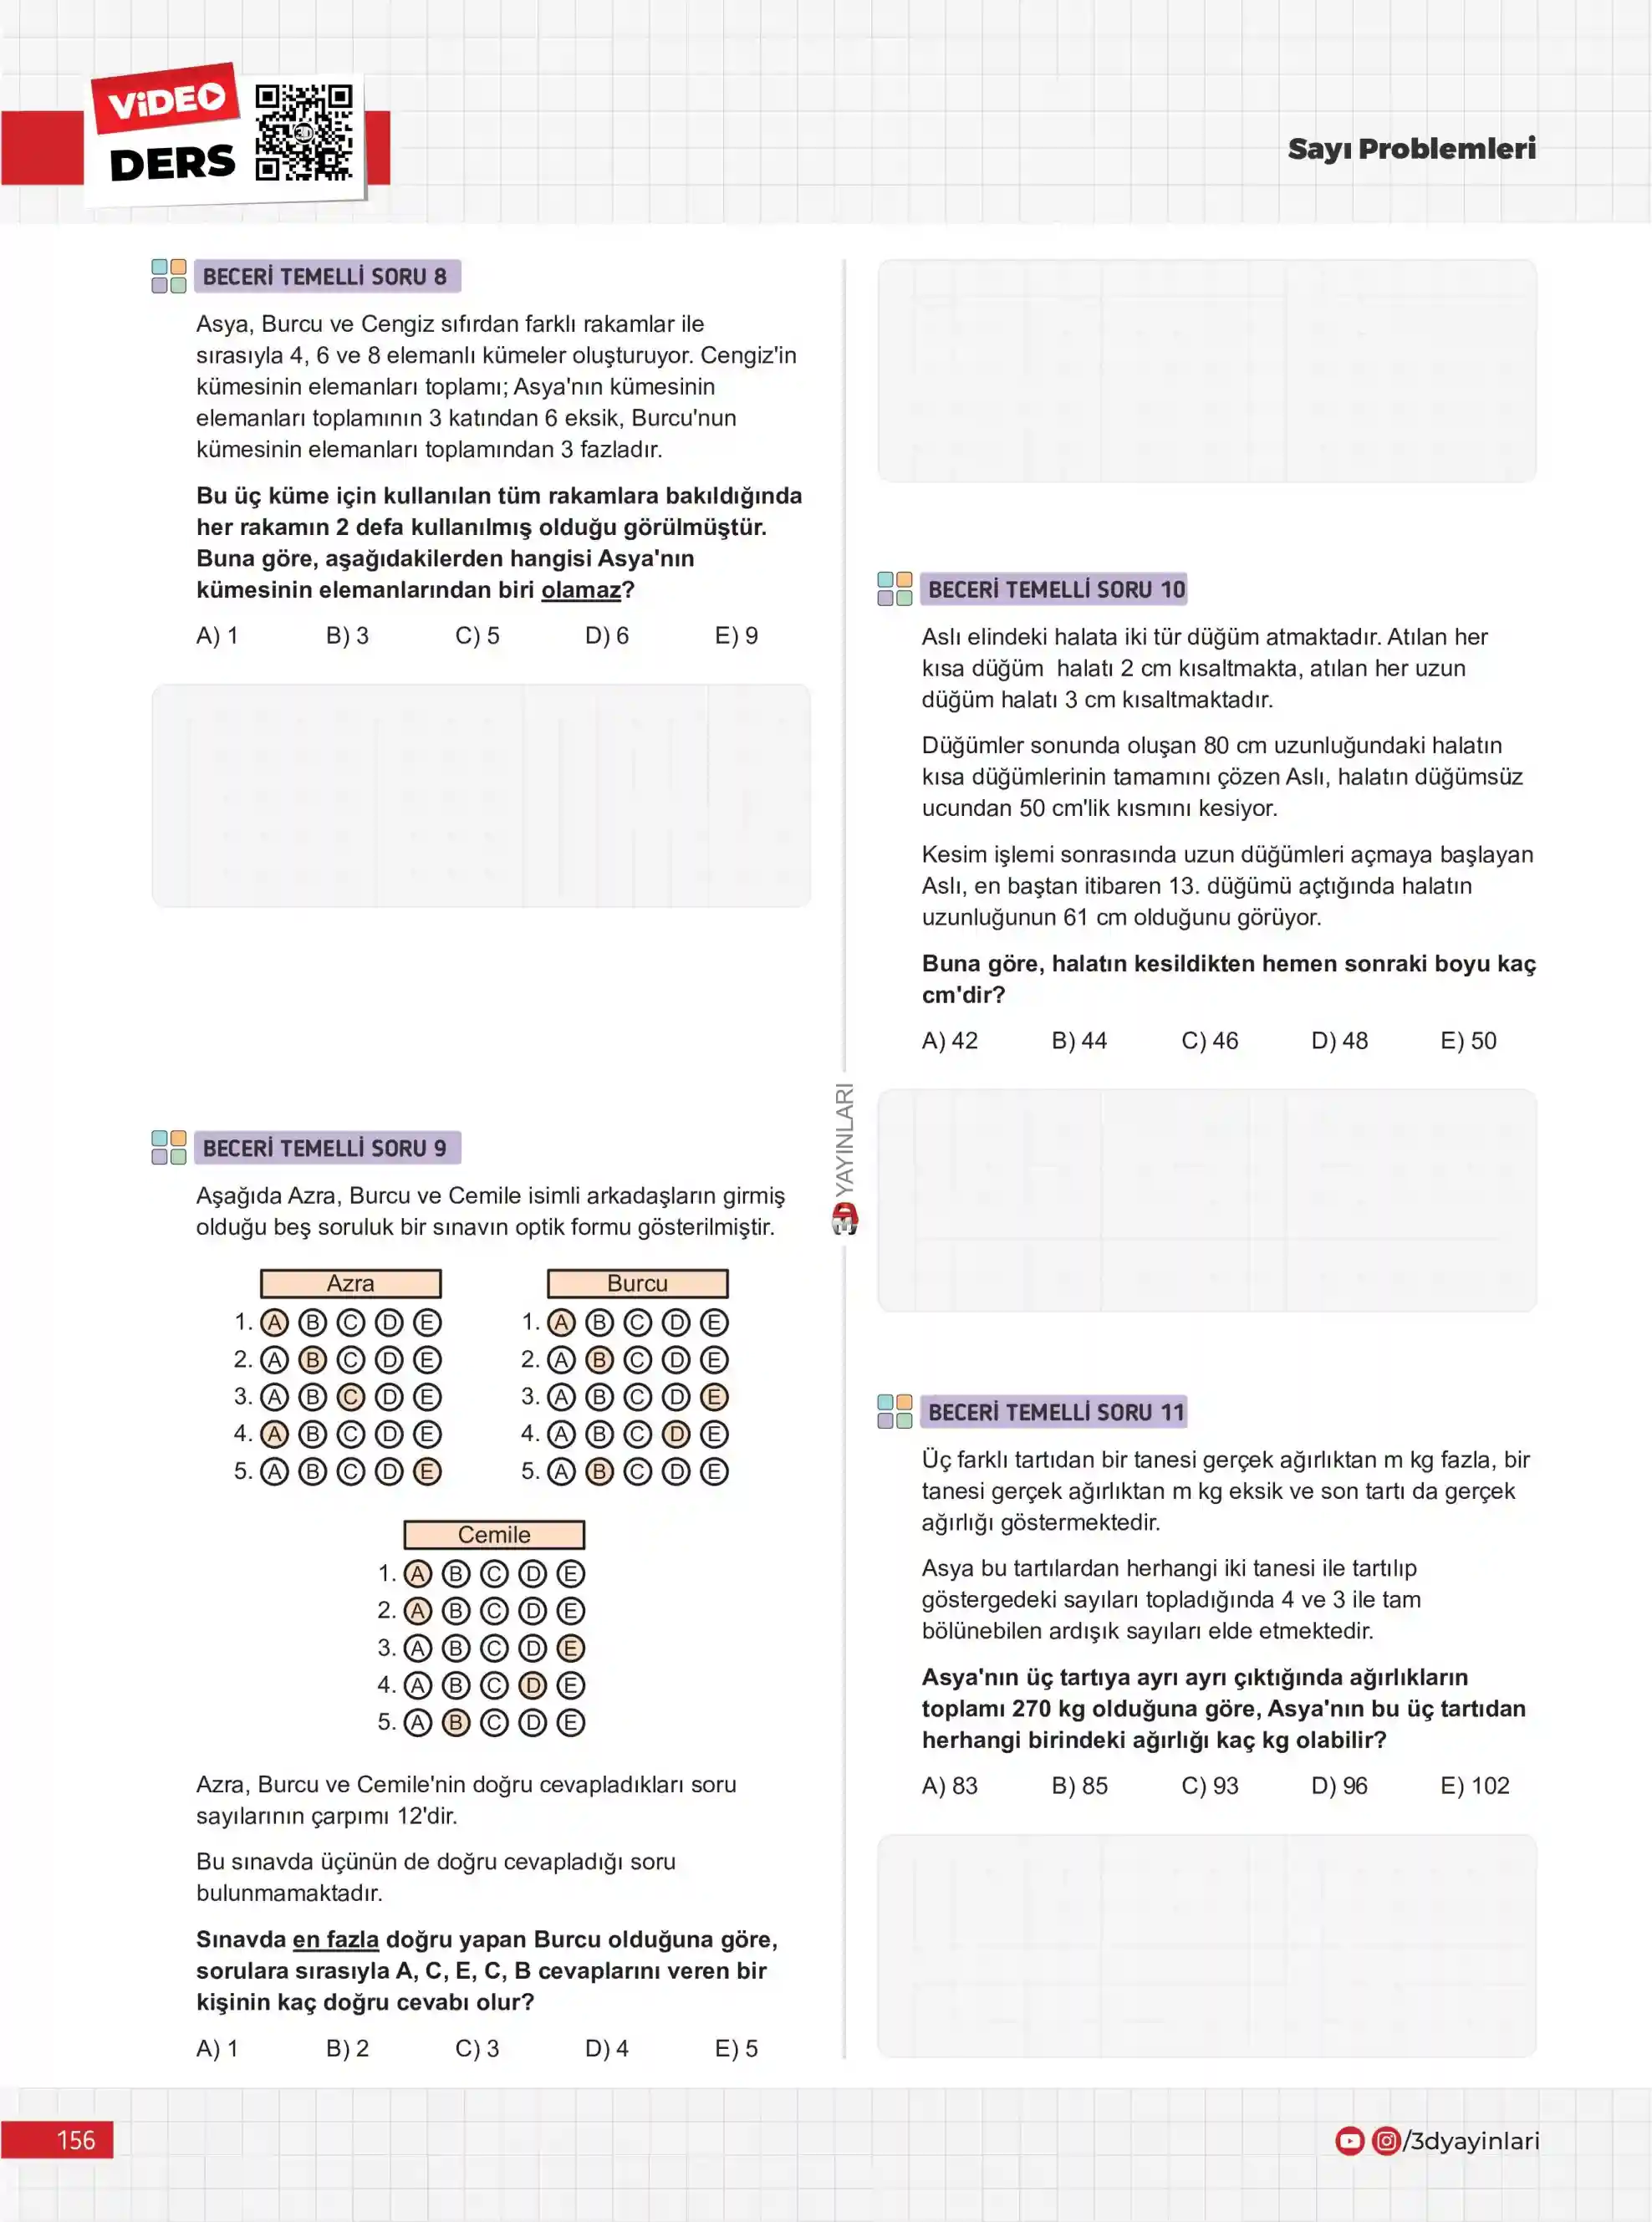 VİDEO
DERS
Sayı Problemleri
BECERİ TEMELLİ SORU 8
Asya, Burcu ve Cengiz sıfırdan farklı rakamlar ile
sırasıyla 4, 6 ve 8 elemanlı kümeler oluşturuyor. Cengiz'in
kümesinin elemanları toplamı; Asya'nın kümesinin
elemanları toplamının 3 katından 6 eksik, Burcu'nun
kümesinin elemanları toplamından 3 fazladır.
Bu üç küme için kullanılan tüm rakamlara bakıldığında
her rakamın 2 defa kullanılmış olduğu görülmüştür.
Buna göre, aşağıdakilerden hangisi Asya'nın
kümesinin elemanlarından biri olamaz?
A) 1 B) 3 C) 5 D) 6 E) 9
BECERİ TEMELLİ SORU 9
Aşağıda Azra, Burcu ve Cemile isimli arkadaşların girmiş
olduğu beş soruluk bir sınavın optik formu gösterilmiştir.
Azra
1. A B C D E
2. A B C D E
3. A B C D E
4. A B C D E
5. A B C D E
Burcu
1. A B C D E
2. A B C D E
3. A B C D E
4. A B C D E
5. A B C D E
Cemile
1. A B C D E
2. A B C D E
3. A B C D E
4. A B C D E
5. A B C D E
Azra, Burcu ve Cemile'nin doğru cevapladıkları soru
sayılarının çarpımı 12'dir.
Bu sınavda üçünün de doğru cevapladığı soru
bulunmamaktadır.
Sınavda en fazla doğru yapan Burcu olduğuna göre,
sorulara sırasıyla A, C, E, C, B cevaplarını veren bir
kişinin kaç doğru cevabı olur?
A) 1 B) 2 C) 3 D) 4 E) 5
3D YAYINLARI
BECERİ TEMELLİ SORU 10
Aslı elindeki halata iki tür düğüm atmaktadır. Atılan her
kısa düğüm halatı 2 cm kısaltmakta, atılan her uzun
düğüm halatı 3 cm kısaltmaktadır.
Düğümler sonunda oluşan 80 cm uzunluğundaki halatın
kısa düğümlerinin tamamını çözen Aslı, halatın düğümsüz
ucundan 50 cm'lik kısmını kesiyor.
Kesim işlemi sonrasında uzun düğümleri açmaya başlayan
Aslı, en baştan itibaren 13. düğümü açtığında halatın
uzunluğunun 61 cm olduğunu görüyor.
Buna göre, halatın kesildikten hemen sonraki boyu kaç
cm'dir?
A) 42 B) 44 C) 46 D) 48 E) 50
BECERİ TEMELLİ SORU 11
Üç farklı tartıdan bir tanesi gerçek ağırlıktan m kg fazla, bir
tanesi gerçek ağırlıktan m kg eksik ve son tartı da gerçek
ağırlığı göstermektedir.
Asya bu tartılardan herhangi iki tanesi ile tartılıp
göstergedeki sayıları topladığında 4 ve 3 ile tam
bölünebilen ardışık sayıları elde etmektedir.
Asya'nın üç tartıya ayrı ayrı çıktığında ağırlıkların
toplamı 270 kg olduğuna göre, Asya'nın bu üç tartıdan
herhangi birindeki ağırlığı kaç kg olabilir?
A) 83 B) 85 C) 93 D) 96 E) 102
156
/3dyayinlari